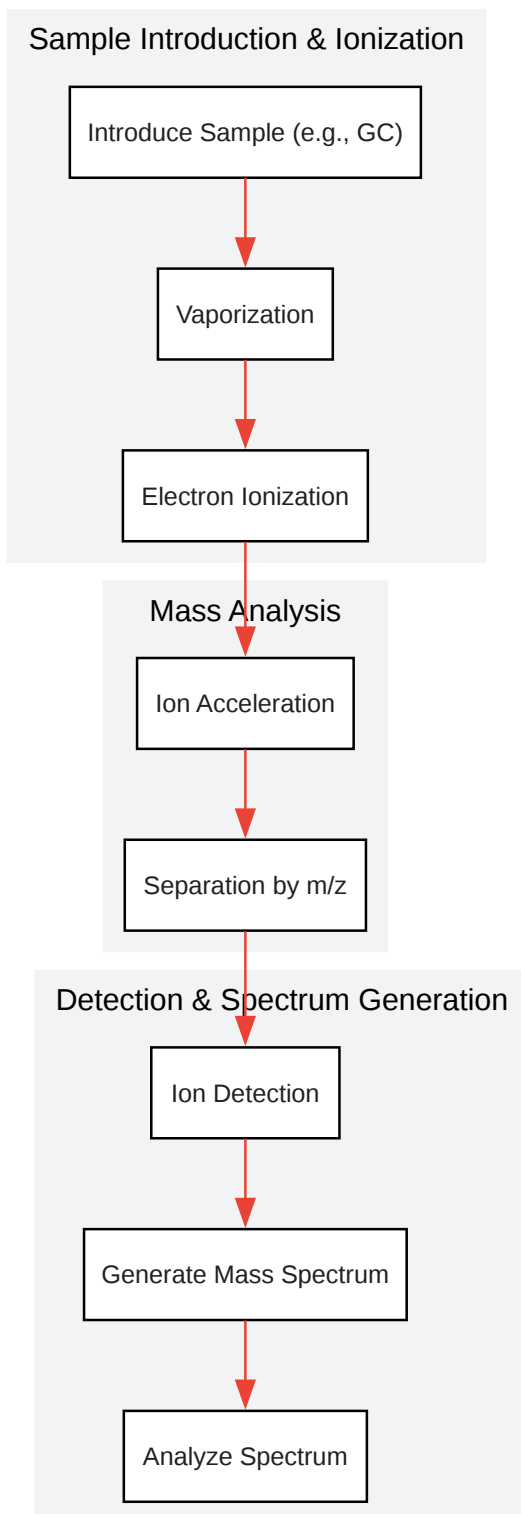 Sample Introduction & Ionization
Introduce Sample (e.g., GC)
Vaporization
Electron Ionization
Mass Analysis
Ion Acceleration
Separation by m/z
Detection & Spectrum Generation
Ion Detection
Generate Mass Spectrum
Analyze Spectrum